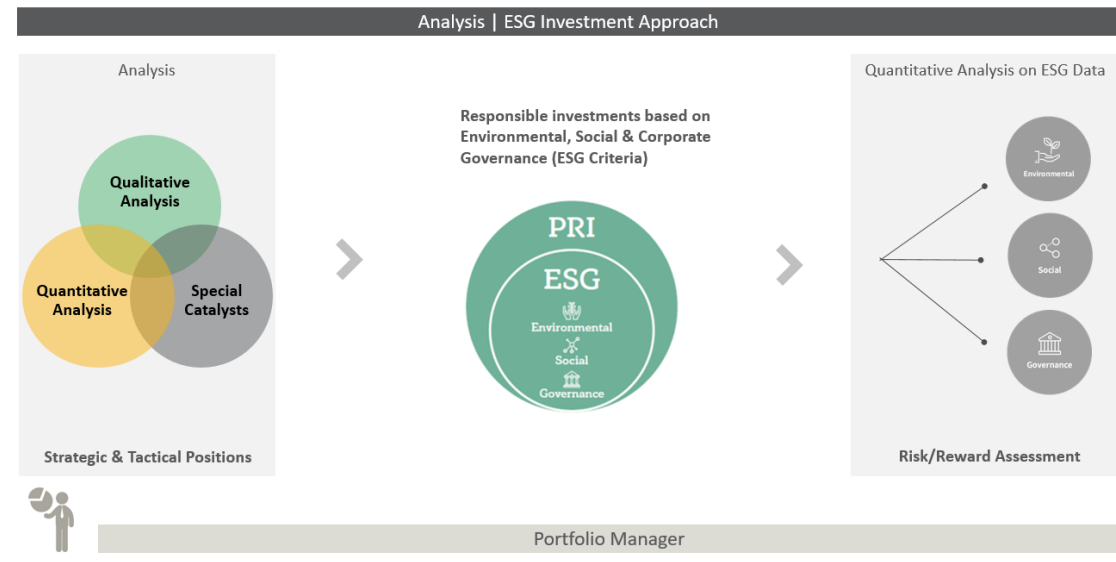 Analysis | ESG Investment Approach
Analysis
Qualitative
Analysis
Quantitative
Analysis
Special
Catalysts
Strategic & Tactical Positions
Responsible investments based on
Environmental, Social & Corporate
Governance (ESG Criteria)
PRI
ESG
Environmental
Social
Governance
Quantitative Analysis on ESG Data
Environmental
Social
Governance
Risk/Reward Assessment
Portfolio Manager